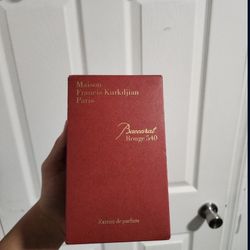 Maison
Francis Kurkdjian
Paris
Baccarat
Rouge 540
Extrait de parfum